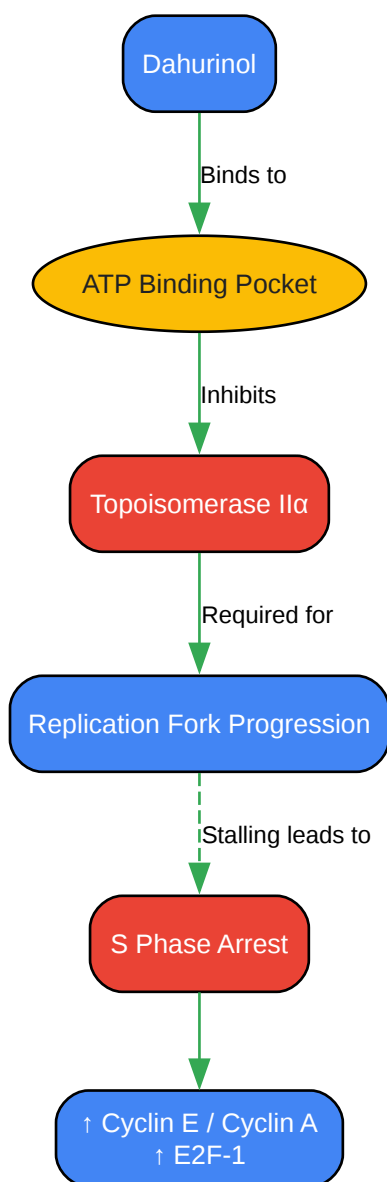 Dahurinol
Binds to
ATP Binding Pocket
Inhibits
Topoisomerase IIα
Required for
Replication Fork Progression
Stalling leads to
S Phase Arrest
↑ Cyclin E / Cyclin A
↑ E2F-1